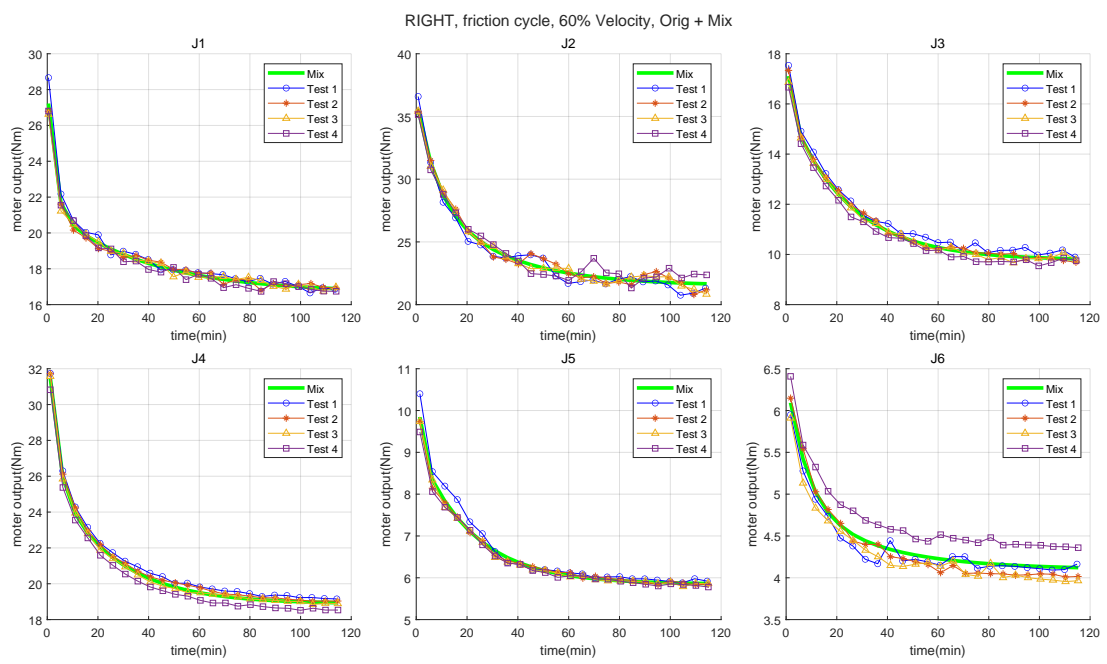 RIGHT, friction cycle, 60% Velocity, Orig + Mix
J1
30
28
26
24
22
20
18
16
moter output(Nm)
0 20 40 60 80 100 120
time(min)
Mix
Test 1
Test 2
Test 3
Test 4
J2
40
35
30
25
20
moter output(Nm)
0 20 40 60 80 100 120
time(min)
Mix
Test 1
Test 2
Test 3
Test 4
J3
18
16
14
12
10
8
moter output(Nm)
0 20 40 60 80 100 120
time(min)
Mix
Test 1
Test 2
Test 3
Test 4
J4
32
30
28
26
24
22
20
18
moter output(Nm)
0 20 40 60 80 100 120
time(min)
Mix
Test 1
Test 2
Test 3
Test 4
J5
11
10
9
8
7
6
5
moter output(Nm)
0 20 40 60 80 100 120
time(min)
Mix
Test 1
Test 2
Test 3
Test 4
J6
6.5
6
5.5
5
4.5
4
3.5
moter output(Nm)
0 20 40 60 80 100 120
time(min)
Mix
Test 1
Test 2
Test 3
Test 4